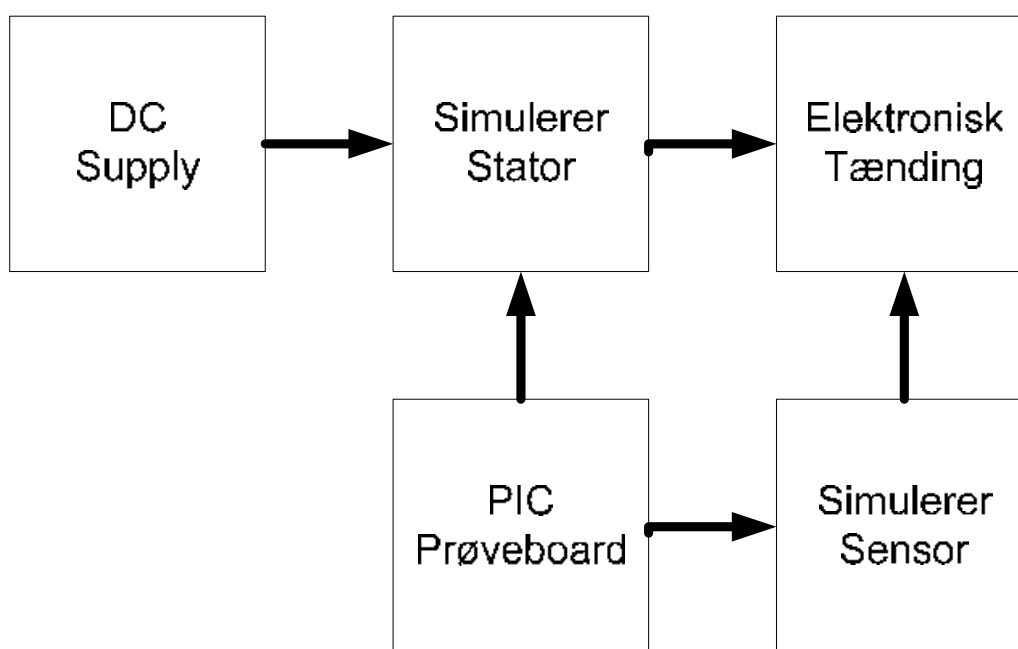 DC
Supply
Simulerer
Stator
Elektronisk
Tænding
PIC
Prøveboard
Simulerer
Sensor